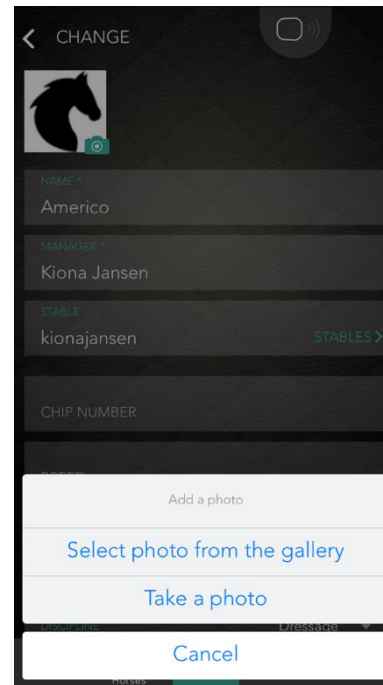 CHANGE
NAME *
Americo
MANAGER *
Kiona Jansen
STABLE
kionajansen
STABLES
CHIP NUMBER
Add a photo
Select photo from the gallery
Take a photo
DISCIPLINE
Dressage
Cancel
Horses